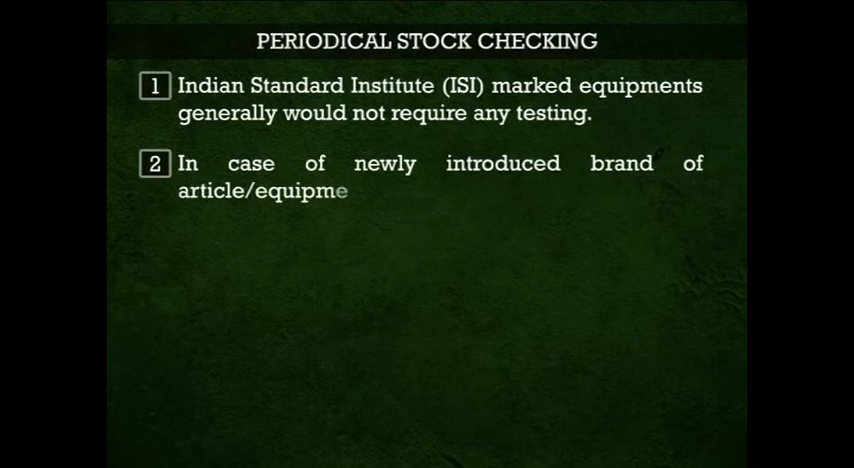 PERIODICAL STOCK CHECKING
1 Indian Standard Institute (ISI) marked equipments
generally would not require any testing.
2 In case of newly introduced brand of
article/equipme